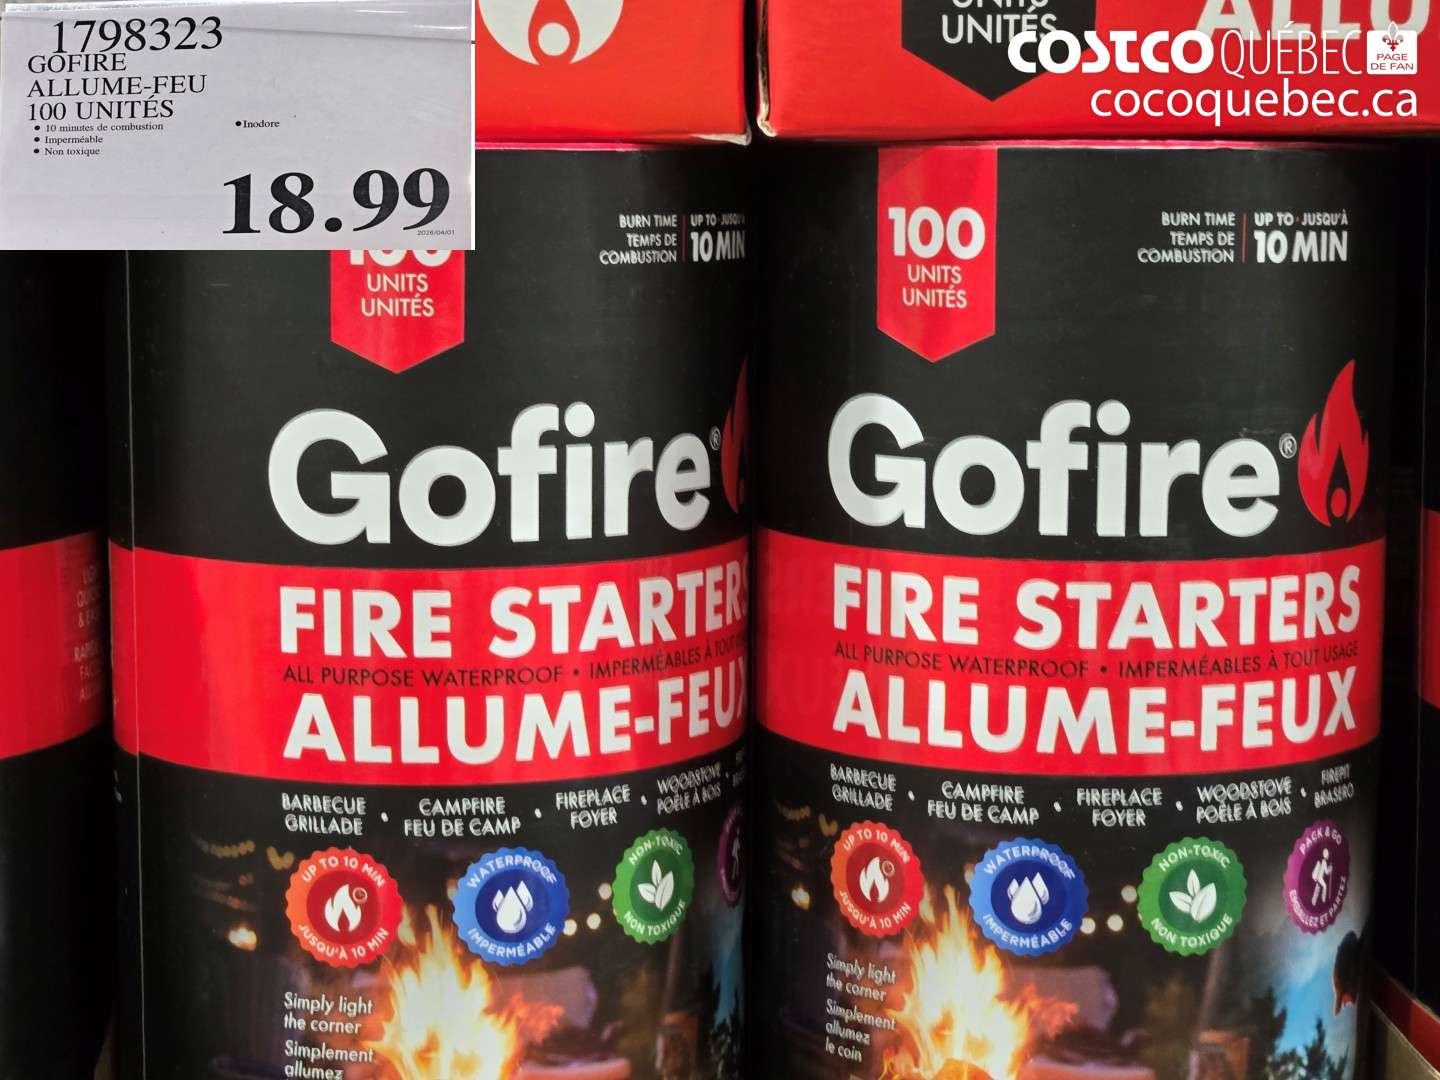 1798323
GOFIRE
ALLUME-FEU
100 UNITÉS
• 10 minutes de combustion
• Imperméable
• Non toxique
• Inodore
18.99
2026/04/01
UNITÉS
ALLU
COSTCO QUÉBEC PAGE DE FAN
cocoquebec.ca
100
UNITS
UNITÉS
BURN TIME
TEMPS DE
COMBUSTION
UP TO • JUSQU'À
10 MIN
Gofire®
FIRE STARTERS
ALL PURPOSE WATERPROOF • IMPERMÉABLES À TOUT
ALLUME-FEUX
BARBECUE
GRILLADE
• CAMPFIRE
FEU DE CAMP
• FIREPLACE
FOYER
• WOODSTOVE
POÊLE À BOIS
UP TO 10 MIN
JUSQU'À 10 MIN
WATERPROOF
IMPERMÉABLE
NON-TOXIC
NON TOXIQUE
Simply light
the corner
Simplement
allumez
100
UNITS
UNITÉS
BURN TIME
TEMPS DE
COMBUSTION
UP TO • JUSQU'À
10 MIN
Gofire®
FIRE STARTERS
ALL PURPOSE WATERPROOF • IMPERMÉABLES À TOUT USAGE
ALLUME-FEUX
BARBECUE
GRILLADE
• CAMPFIRE
FEU DE CAMP
• FIREPLACE
FOYER
• WOODSTOVE
POÊLE À BOIS
• FIREPIT
BRASERO
UP TO 10 MIN
JUSQU'À 10 MIN
WATERPROOF
IMPERMÉABLE
NON-TOXIC
NON TOXIQUE
PACK & GO
EMBALLEZ ET PARTEZ
Simply light
the corner
Simplement
allumez
le coin